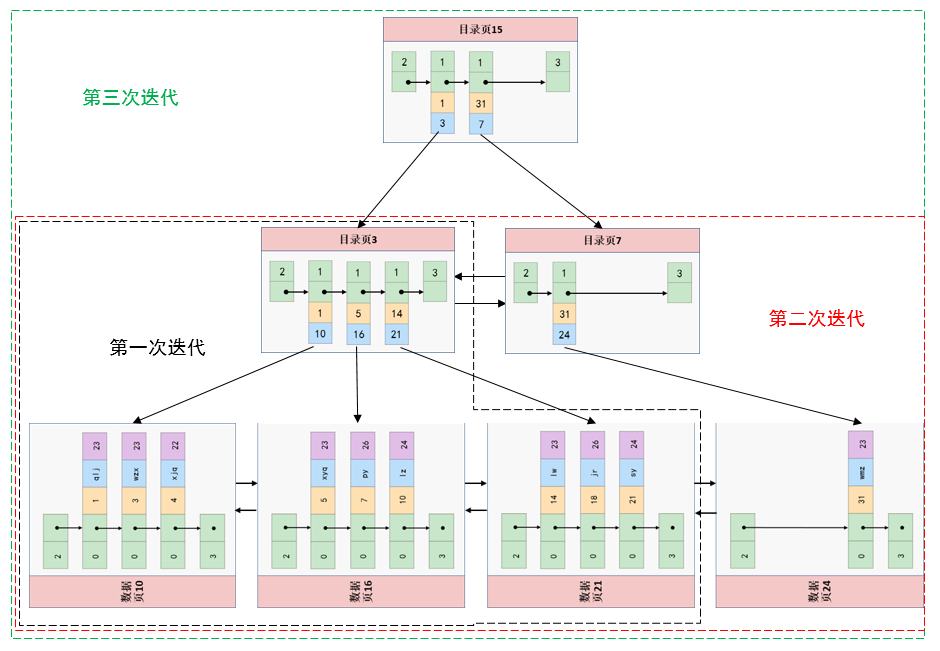 目录页15
2 1 1 3
1 31
3 7
第三次迭代
目录页3
2 1 1 1 3
1 5 14
10 16 21
目录页7
2 1 3
31
24
第二次迭代
第一次迭代
23 23 22
qlj wzx xjq
1 3 4
2 0 0 0 3
数据页10
23 26 24
xyq py lz
5 7 10
2 0 0 0 3
数据页16
23 26 24
lw jr sy
14 18 21
2 0 0 0 3
数据页21
23
wmz
31
2 0 3
数据页24